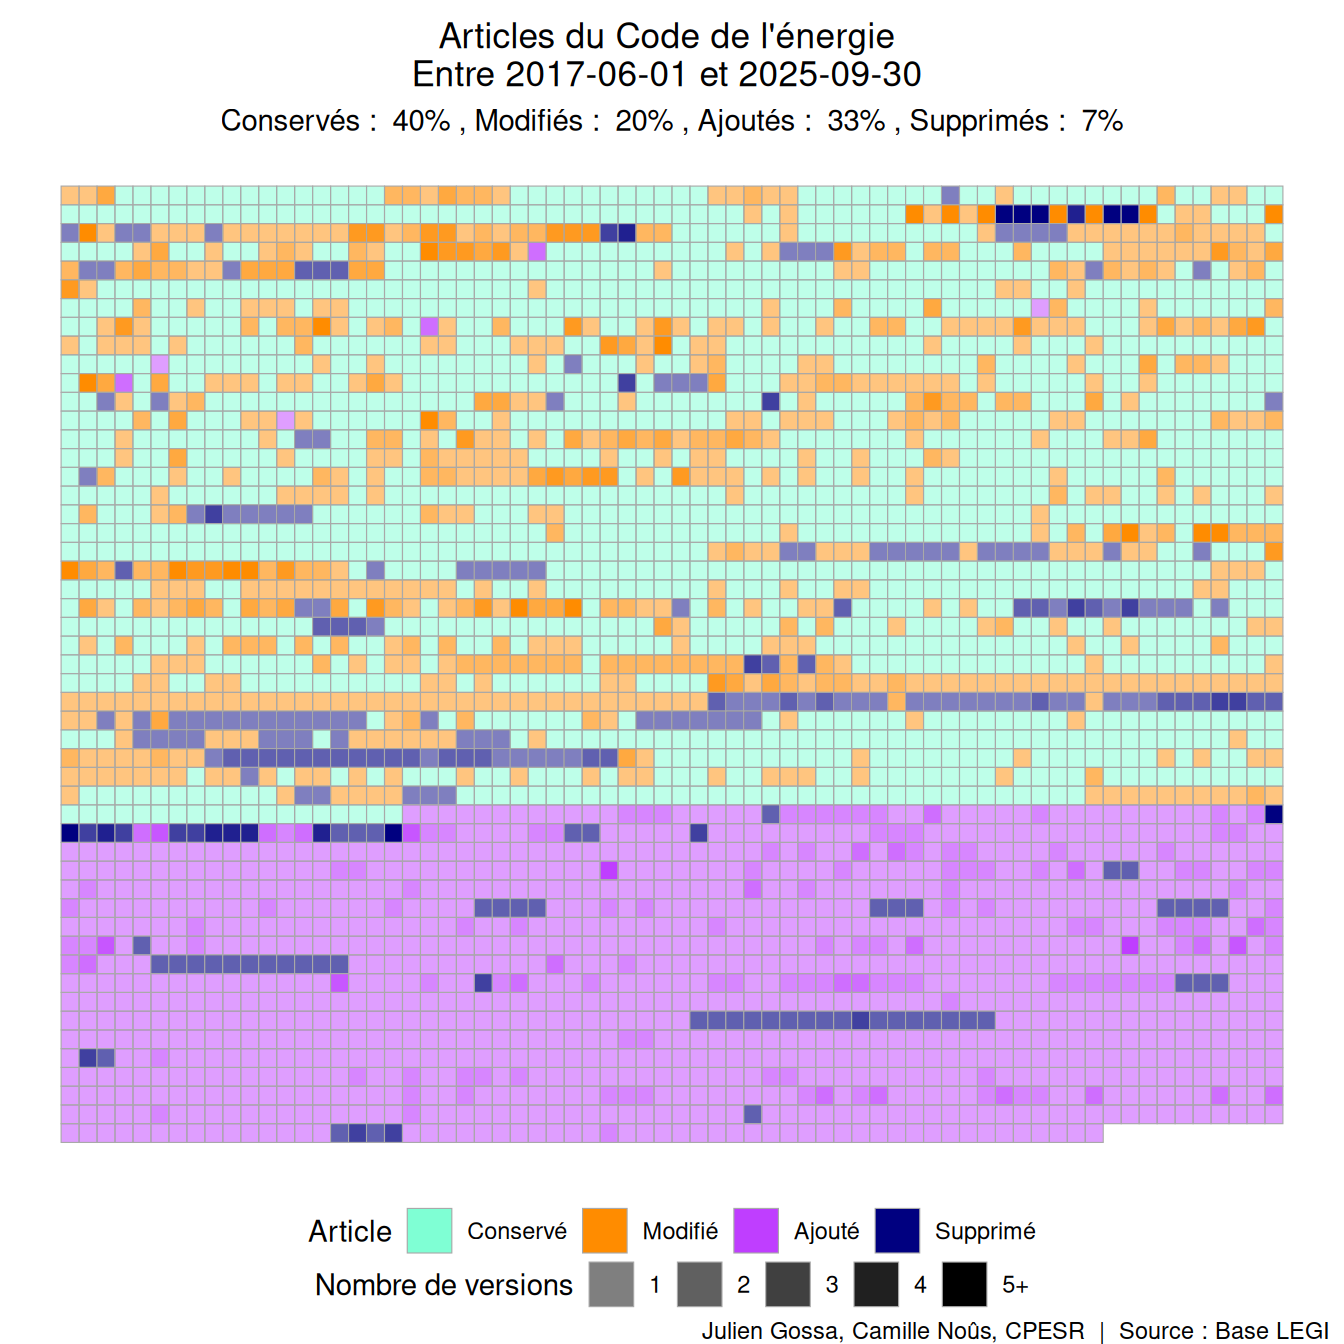 Articles du Code de l'énergie
Entre 2017-06-01 et 2025-09-30
Conservés :  40% , Modifiés :  20% , Ajoutés :  33% , Supprimés :  7%
Article Conservé Modifié Ajouté Supprimé
Nombre de versions 1 2 3 4 5+
Julien Gossa, Camille Noûs, CPESR | Source : Base LEGI